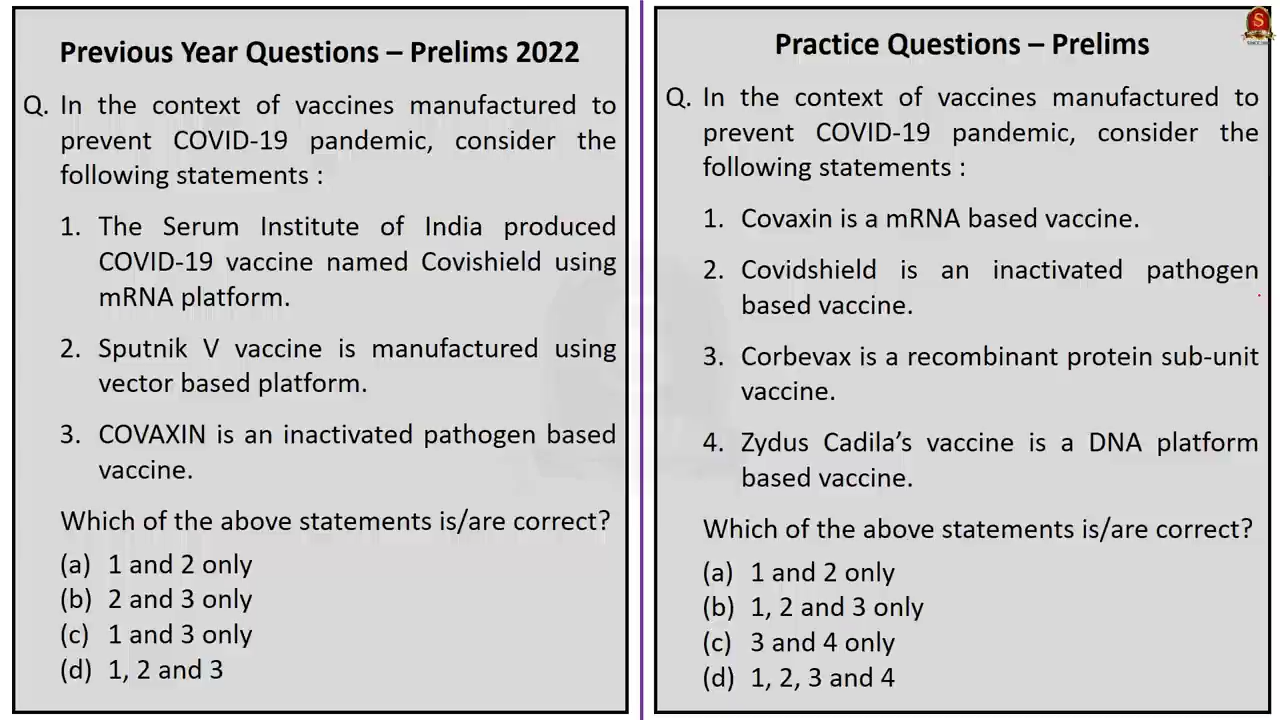 Previous Year Questions – Prelims 2022
Q. In the context of vaccines manufactured to
prevent COVID-19 pandemic, consider the
following statements :
1. The Serum Institute of India produced
COVID-19 vaccine named Covishield using
mRNA platform.
2. Sputnik V vaccine is manufactured using
vector based platform.
3. COVAXIN is an inactivated pathogen based
vaccine.
Which of the above statements is/are correct?
(a) 1 and 2 only
(b) 2 and 3 only
(c) 1 and 3 only
(d) 1, 2 and 3
Practice Questions – Prelims
Q. In the context of vaccines manufactured to
prevent COVID-19 pandemic, consider the
following statements :
1. Covaxin is a mRNA based vaccine.
2. Covidshield is an inactivated pathogen
based vaccine.
3. Corbevax is a recombinant protein sub-unit
vaccine.
4. Zydus Cadila’s vaccine is a DNA platform
based vaccine.
Which of the above statements is/are correct?
(a) 1 and 2 only
(b) 1, 2 and 3 only
(c) 3 and 4 only
(d) 1, 2, 3 and 4
S